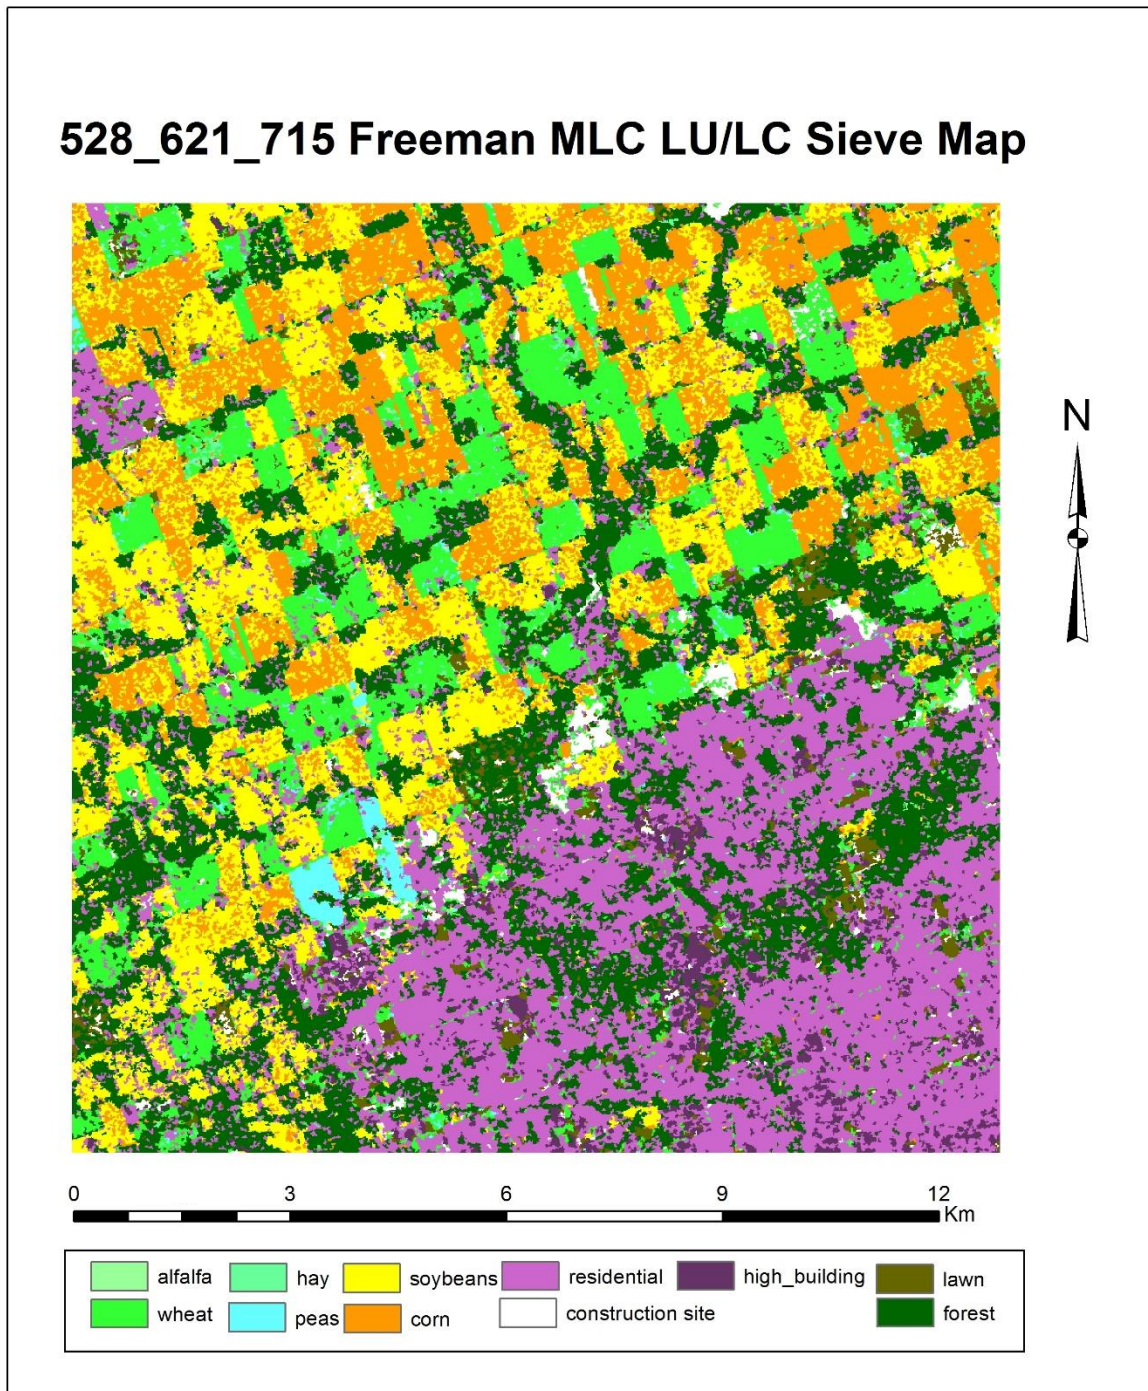 528_621_715 Freeman MLC LU/LC Sieve Map
N
0 3 6 9 12
Km
alfalfa hay soybeans residential high_building lawn
wheat peas corn construction site forest